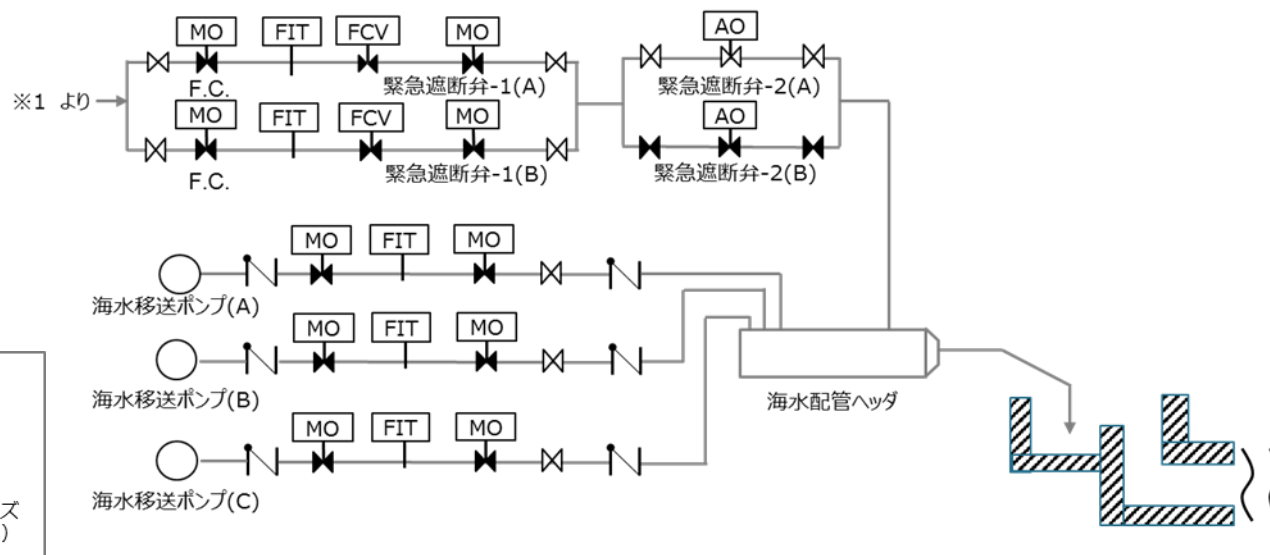 MO
FIT
FCV
MO
AO
F.C.
緊急遮断弁-1(A)
緊急遮断弁-2(A)
※1 より
MO
FIT
FCV
MO
AO
F.C.
緊急遮断弁-1(B)
緊急遮断弁-2(B)
MO
FIT
MO
海水移送ポンプ(A)
MO
FIT
MO
海水移送ポンプ(B)
海水配管ヘッダ
MO
FIT
MO
海水移送ポンプ(C)
ズ
)